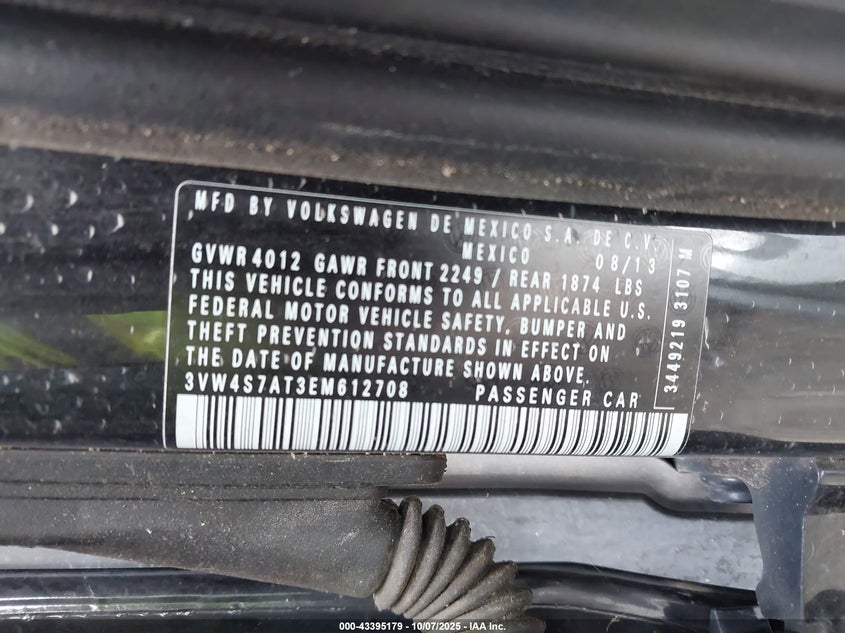 MFD BY VOLKSWAGEN DE MEXICO S.A. DE C.V.
MEXICO 08/13
GVWR 4012 GAWR FRONT 2249 / REAR 1874 LBS
THIS VEHICLE CONFORMS TO ALL APPLICABLE U.S.
FEDERAL MOTOR VEHICLE SAFETY, BUMPER AND
THEFT PREVENTION STANDARDS IN EFFECT ON
THE DATE OF MANUFACTURE SHOWN ABOVE.
3VW4S7AT3EM612708 PASSENGER CAR
3449219 3107 M
000-43395179 - 10/07/2025 - IAA Inc.